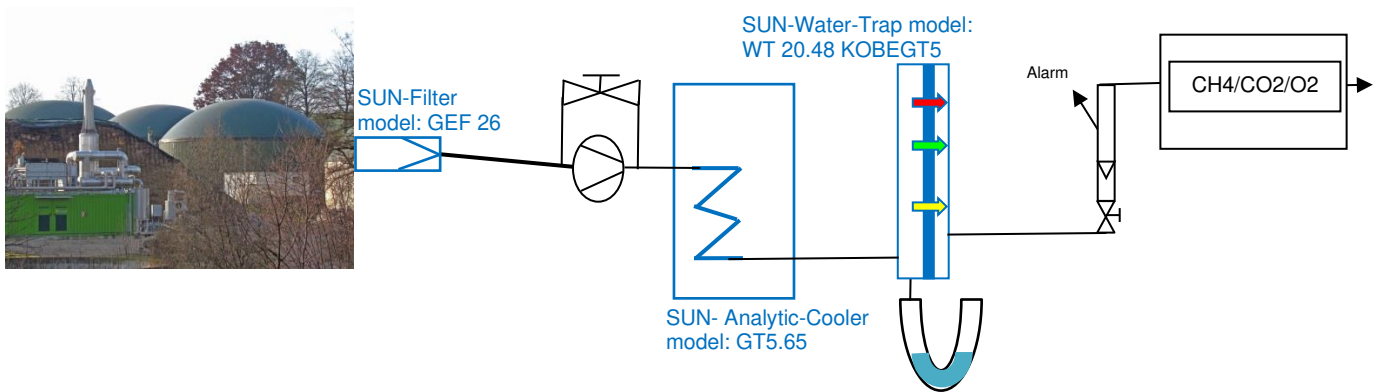 SUN-Filter
model: GEF 26
SUN- Analytic-Cooler
model: GT5.65
SUN-Water-Trap model:
WT 20.48 KOBEGT5
Alarm
CH4/CO2/O2